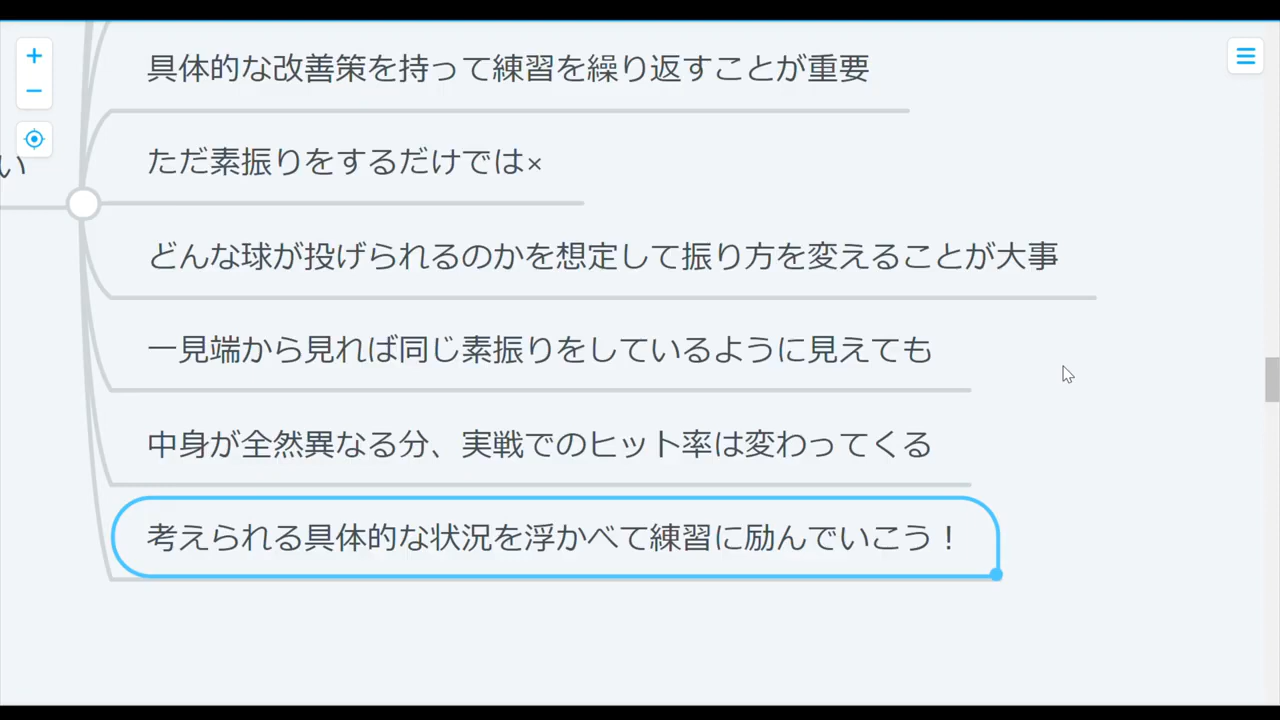 具体的な改善策を持って練習を繰り返すことが重要
い
ただ素振りをするだけでは×
どんな球が投げられるのかを想定して振り方を変えることが大事
一見端から見れば同じ素振りをしているように見えても
中身が全然異なる分、実戦でのヒット率は変わってくる
考えられる具体的な状況を浮かべて練習に励んでいこう！